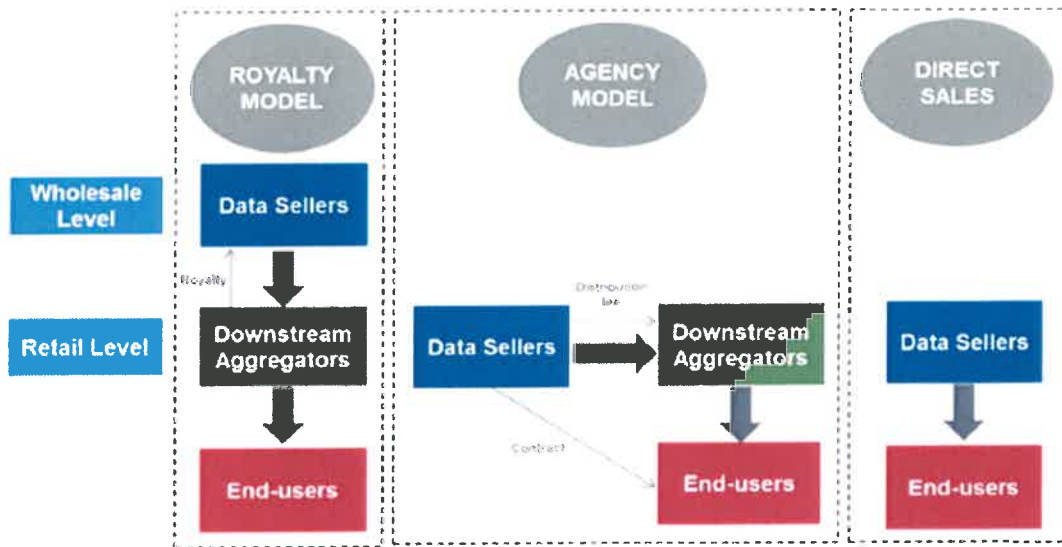 ROYALTY
MODEL
AGENCY
MODEL
DIRECT
SALES
Wholesale
Level
Data Sellers
Royalty
Distribution
fee
Retail Level
Downstream
Aggregators
Data Sellers
Downstream
Aggregators
Data Sellers
Contract
End-users
End-users
End-users